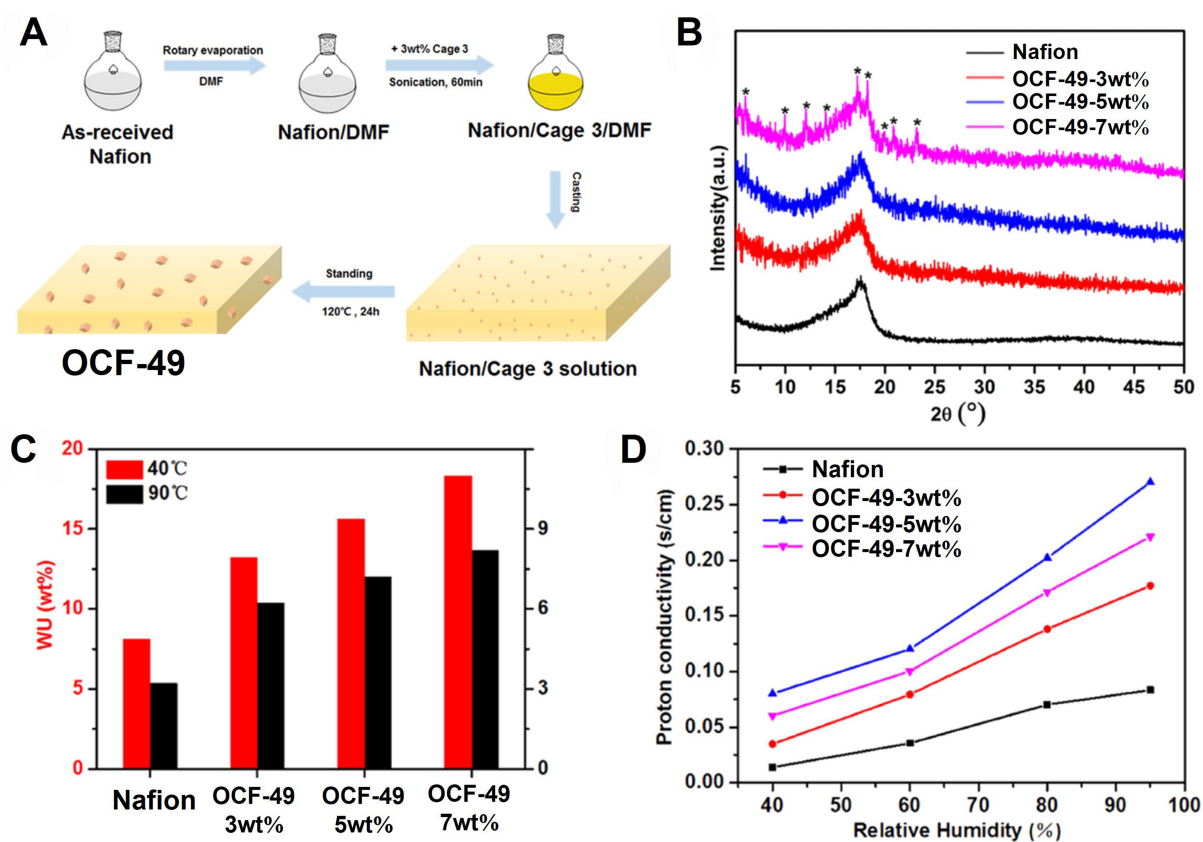 A
Rotary evaporation
DMF
+ 3wt% Cage 3
Sonication, 60min
As-received
Nafion
Nafion/DMF
Nafion/Cage 3/DMF
Casting
Standing
120℃ , 24h
OCF-49
Nafion/Cage 3 solution
B
Nafion
OCF-49-3wt%
OCF-49-5wt%
OCF-49-7wt%
* * * * * * * * *
Intensity(a.u.)
5 10 15 20 25 30 35 40 45 50
2θ (°)
C
40℃
90℃
WU (wt%)
20
15
10
5
0
9
6
3
0
Nafion
OCF-49
3wt%
OCF-49
5wt%
OCF-49
7wt%
D
Nafion
OCF-49-3wt%
OCF-49-5wt%
OCF-49-7wt%
Proton conductivity (s/cm)
0.30
0.25
0.20
0.15
0.10
0.05
0.00
40 50 60 70 80 90 100
Relative Humidity (%)